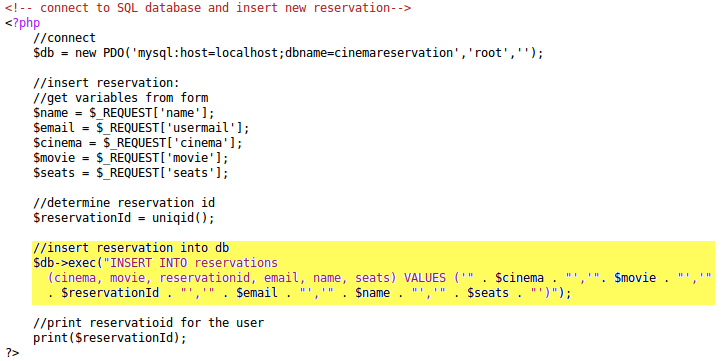 <!-- connect to SQL database and insert new reservation-->
<?php
//connect
$db = new PDO('mysql:host=localhost;dbname=cinemareservation','root','');
//insert reservation:
//get variables from form
$name = $_REQUEST['name'];
$email = $_REQUEST['usermail'];
$cinema = $_REQUEST['cinema'];
$movie = $_REQUEST['movie'];
$seats = $_REQUEST['seats'];
//determine reservation id
$reservationId = uniqid();
//insert reservation into db
$db->exec("INSERT INTO reservations
(cinema, movie, reservationid, email, name, seats) VALUES ('" . $cinema . "','". $movie . "','"
. $reservationId . "','" . $email . "','" . $name . "','" . $seats . "')");
//print reservatioid for the user
print($reservationId);
?>